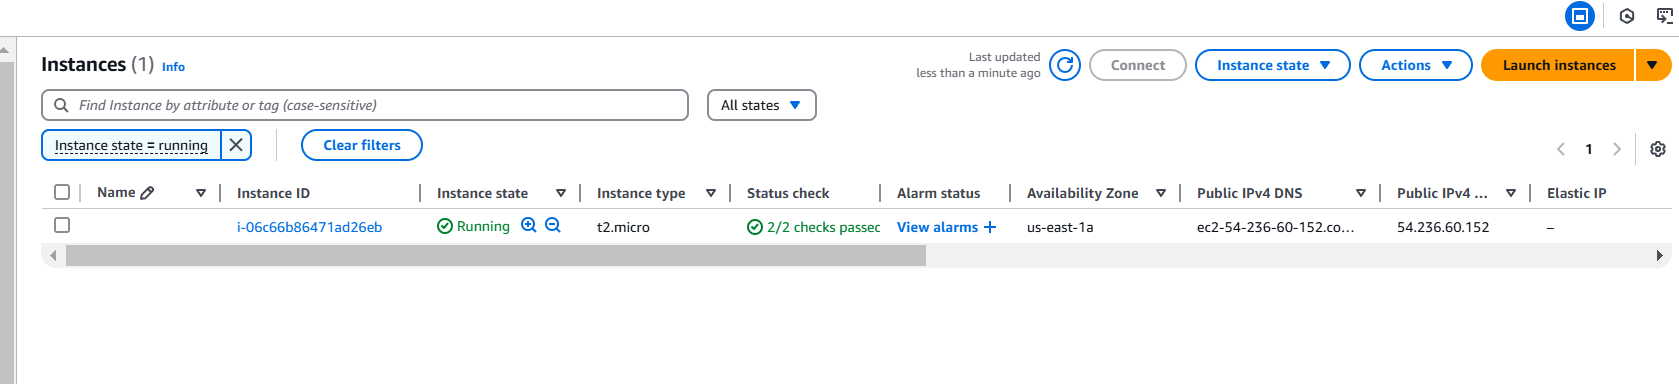 Instances (1) Info
Last updated
less than a minute ago
Connect
Instance state
Actions
Launch instances
Find Instance by attribute or tag (case-sensitive)
All states
Instance state = running
Clear filters
1
Name Instance ID Instance state Instance type Status check Alarm status Availability Zone Public IPv4 DNS Public IPv4 ... Elastic IP
i-06c66b86471ad26eb Running t2.micro 2/2 checks passed View alarms + us-east-1a ec2-54-236-60-152.co... 54.236.60.152 –